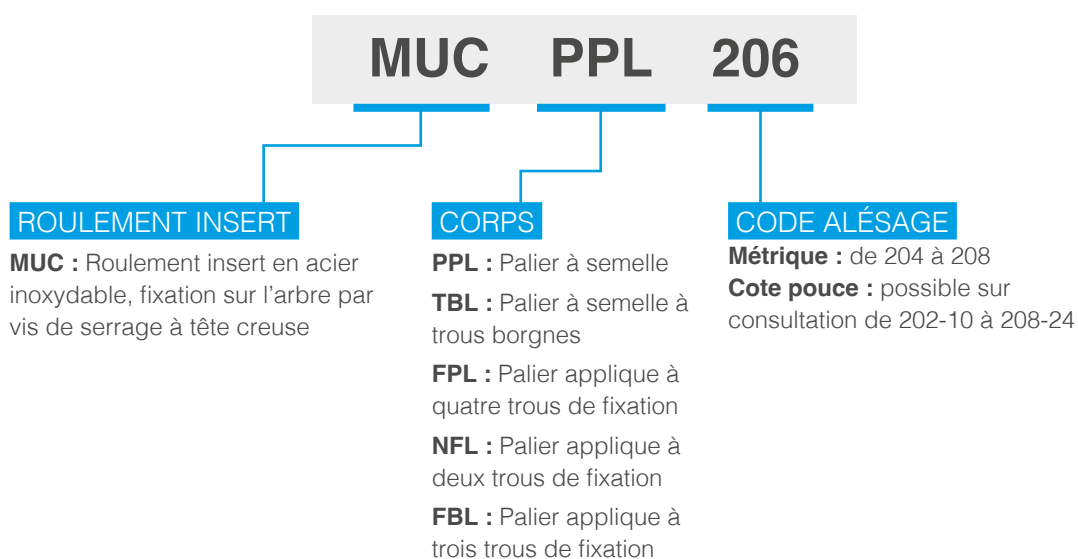 MUC PPL 206
ROULEMENT INSERT
MUC : Roulement insert en acier
inoxydable, fixation sur l’arbre par
vis de serrage à tête creuse
CORPS
PPL : Palier à semelle
TBL : Palier à semelle à
trous borgnes
FPL : Palier applique à
quatre trous de fixation
NFL : Palier applique à
deux trous de fixation
FBL : Palier applique à
trois trous de fixation
CODE ALÉSAGE
Métrique : de 204 à 208
Cote pouce : possible sur
consultation de 202-10 à 208-24